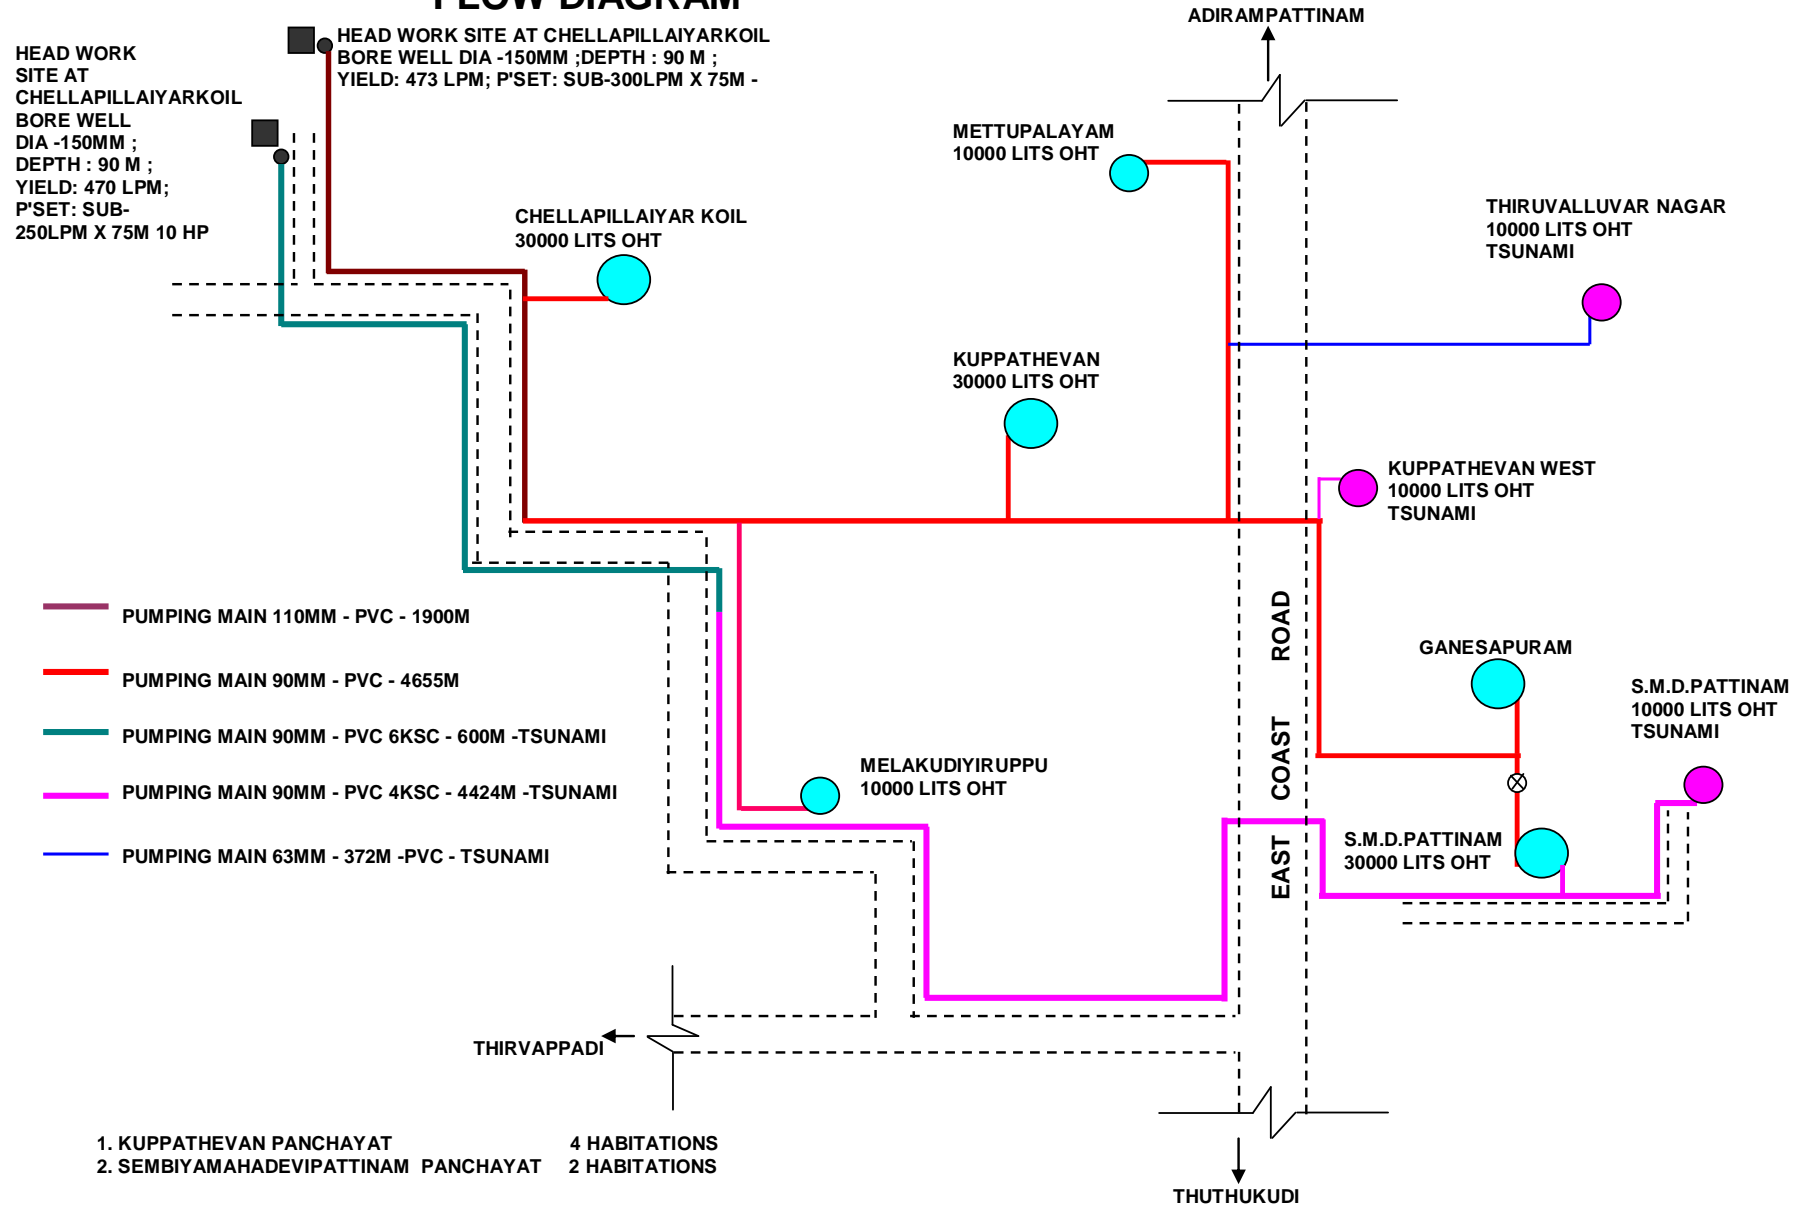 FLOW DIAGRAM
HEAD WORK
SITE AT
CHELLAPILLAIYARKOIL
BORE WELL
DIA -150MM ;
DEPTH : 90 M ;
YIELD: 470 LPM;
P'SET: SUB-
250LPM X 75M 10 HP
HEAD WORK SITE AT CHELLAPILLAIYARKOIL
BORE WELL DIA -150MM ;DEPTH : 90 M ;
YIELD: 473 LPM; P'SET: SUB-300LPM X 75M -
ADIRAMPATTINAM
METTUPALAYAM
10000 LITS OHT
CHELLAPILLAIYAR KOIL
30000 LITS OHT
THIRUVALLUVAR NAGAR
10000 LITS OHT
TSUNAMI
KUPPATHEVAN
30000 LITS OHT
KUPPATHEVAN WEST
10000 LITS OHT
TSUNAMI
PUMPING MAIN 110MM - PVC - 1900M
PUMPING MAIN 90MM - PVC - 4655M
PUMPING MAIN 90MM - PVC 6KSC - 600M -TSUNAMI
PUMPING MAIN 90MM - PVC 4KSC - 4424M -TSUNAMI
PUMPING MAIN 63MM - 372M -PVC - TSUNAMI
EAST COAST ROAD
GANESAPURAM
S.M.D.PATTINAM
10000 LITS OHT
TSUNAMI
MELAKUDIYIRUPPU
10000 LITS OHT
S.M.D.PATTINAM
30000 LITS OHT
THIRVAPPADI
1. KUPPATHEVAN PANCHAYAT 4 HABITATIONS
2. SEMBIYAMAHADEVIPATTINAM PANCHAYAT 2 HABITATIONS
THUTHUKUDI